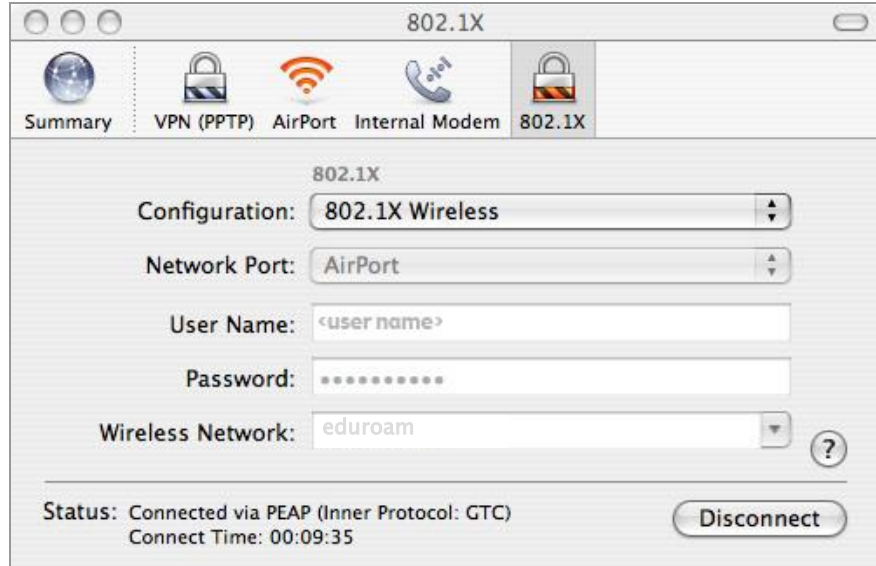 802.1X
Summary VPN (PPTP) AirPort Internal Modem 802.1X
802.1X
Configuration: 802.1X Wireless
Network Port: AirPort
User Name: <user name>
Password: ••••••••••
Wireless Network: eduroam
?
Status: Connected via PEAP (Inner Protocol: GTC)
Connect Time: 00:09:35
Disconnect